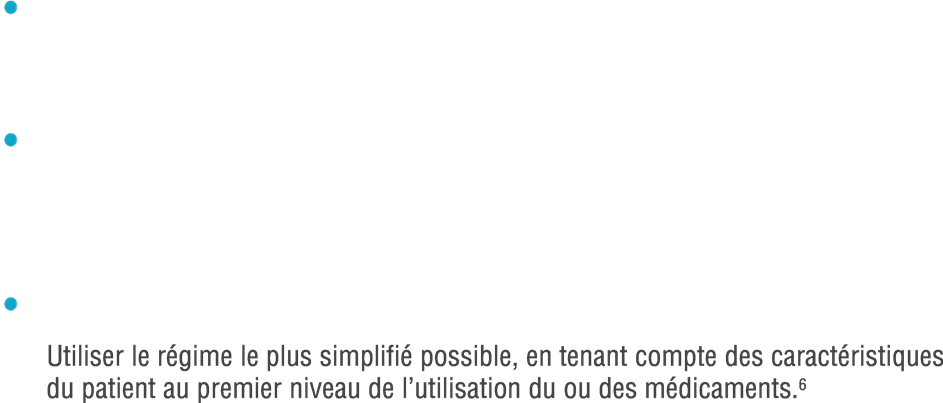 •
•
•
Utiliser le régime le plus simplifié possible, en tenant compte des caractéristiques
du patient au premier niveau de l’utilisation du ou des médicaments.⁶